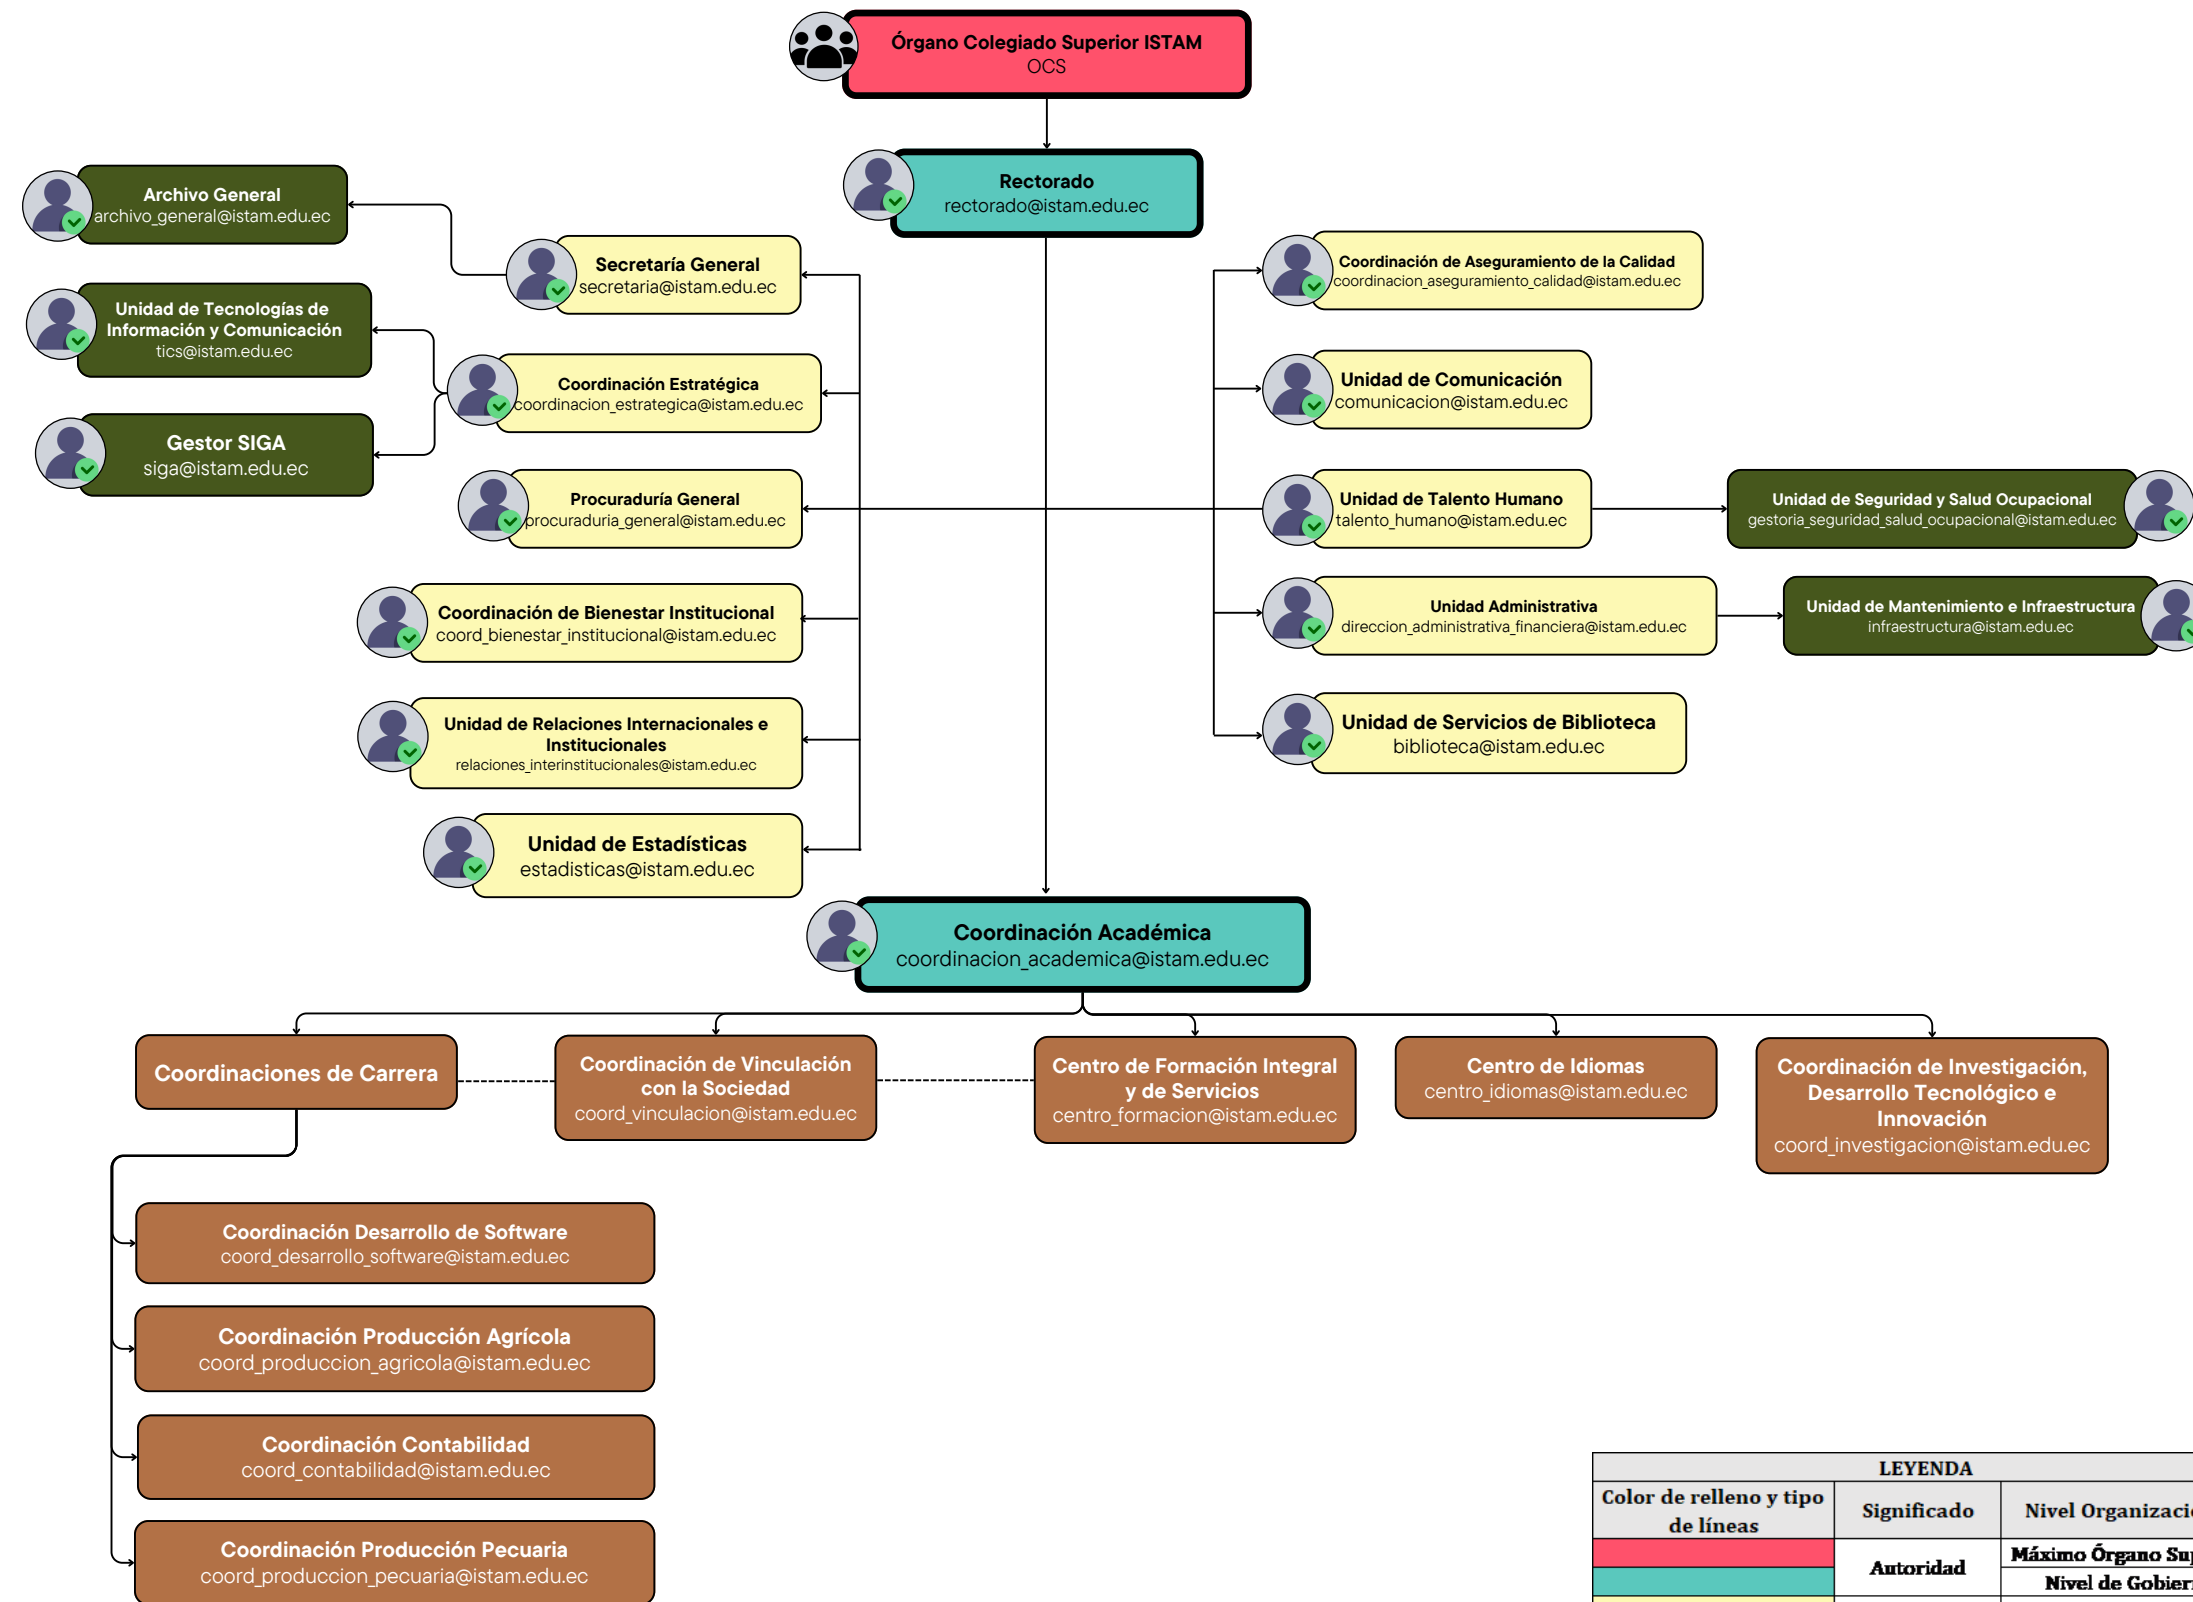 Órgano Colegiado Superior ISTAM
OCS
Rectorado
rectorado@istam.edu.ec
Archivo General
archivo_general@istam.edu.ec
Secretaría General
secretaria@istam.edu.ec
Unidad de Tecnologías de
Información y Comunicación
tics@istam.edu.ec
Coordinación Estratégica
coordinacion_estrategica@istam.edu.ec
Gestor SIGA
siga@istam.edu.ec
Procuraduría General
procuraduria_general@istam.edu.ec
Coordinación de Bienestar Institucional
coord_bienestar_institucional@istam.edu.ec
Unidad de Relaciones Internacionales e
Institucionales
relaciones_interinstitucionales@istam.edu.ec
Unidad de Estadísticas
estadisticas@istam.edu.ec
Coordinación de Aseguramiento de la Calidad
coordinacion_aseguramiento_calidad@istam.edu.ec
Unidad de Comunicación
comunicacion@istam.edu.ec
Unidad de Talento Humano
talento_humano@istam.edu.ec
Unidad de Seguridad y Salud Ocupacional
gestoria_seguridad_salud_ocupacional@istam.edu.ec
Unidad Administrativa
direccion_administrativa_financiera@istam.edu.ec
Unidad de Mantenimiento e Infraestructura
infraestructura@istam.edu.ec
Unidad de Servicios de Biblioteca
biblioteca@istam.edu.ec
Coordinación Académica
coordinacion_academica@istam.edu.ec
Coordinaciones de Carrera
Coordinación de Vinculación
con la Sociedad
coord_vinculacion@istam.edu.ec
Centro de Formación Integral
y de Servicios
centro_formacion@istam.edu.ec
Centro de Idiomas
centro_idiomas@istam.edu.ec
Coordinación de Investigación,
Desarrollo Tecnológico e
Innovación
coord_investigacion@istam.edu.ec
Coordinación Desarrollo de Software
coord_desarrollo_software@istam.edu.ec
Coordinación Producción Agrícola
coord_produccion_agricola@istam.edu.ec
Coordinación Contabilidad
coord_contabilidad@istam.edu.ec
Coordinación Producción Pecuaria
coord_produccion_pecuaria@istam.edu.ec
LEYENDA
Color de relleno y tipo
de líneas
Significado
Nivel
Autoridad
Máximo Órgano
Nivel de